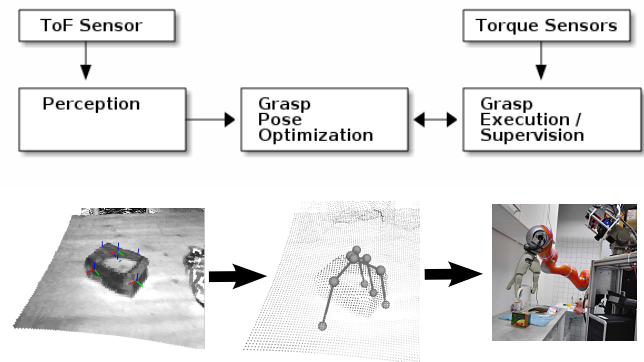 ToF Sensor
Torque Sensors
Perception
Grasp
Pose
Optimization
Grasp
Execution /
Supervision